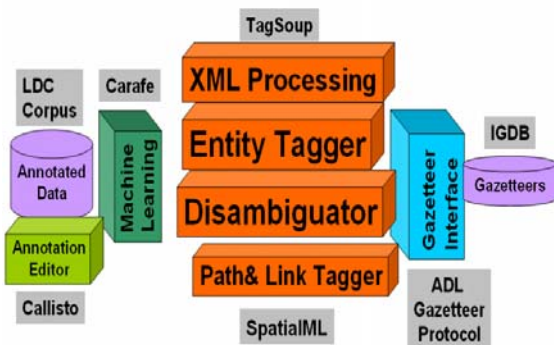 TagSoup
XML Processing
Entity Tagger
Disambiguator
Path& Link Tagger
SpatialML
LDC
Corpus
Annotated
Data
Annotation
Editor
Callisto
Carafe
Machine
Learning
Gazetteer
Interface
ADL
Gazetteer
Protocol
IGDB
Gazetteers